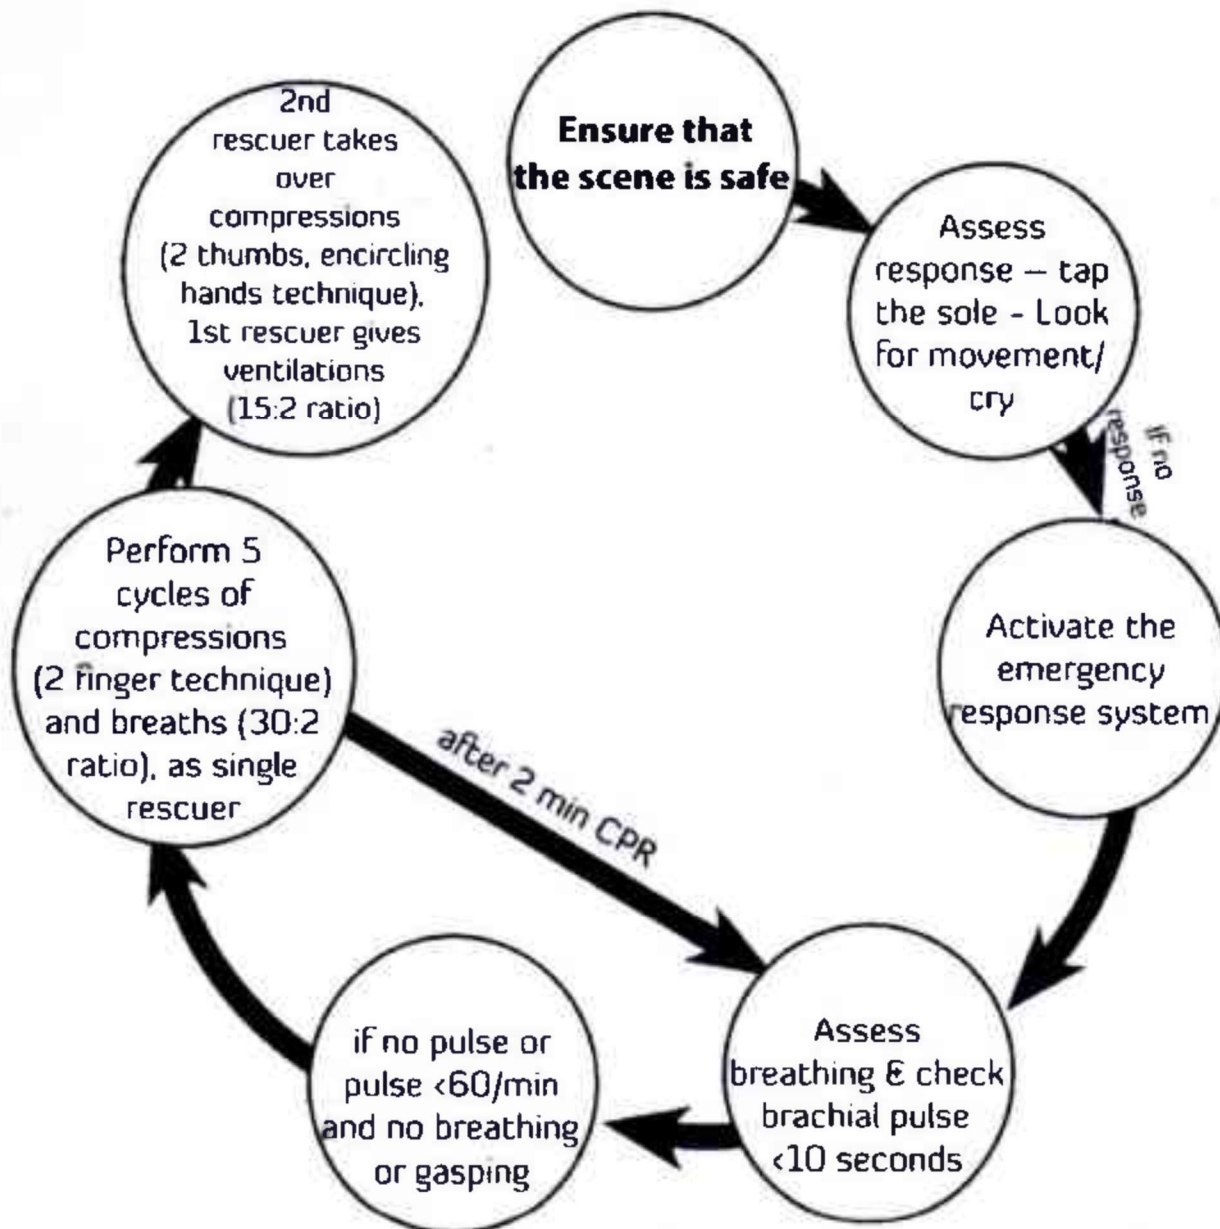 Ensure that
the scene is safe
Assess
response – tap
the sole - Look
for movement/
cry
if no
response
Activate the
emergency
response system
Assess
breathing & check
brachial pulse
<10 seconds
if no pulse or
pulse <60/min
and no breathing
or gasping
Perform 5
cycles of
compressions
(2 finger technique)
and breaths (30:2
ratio), as single
rescuer
after 2 min CPR
2nd
rescuer takes
over
compressions
(2 thumbs, encircling
hands technique),
1st rescuer gives
ventilations
(15:2 ratio)